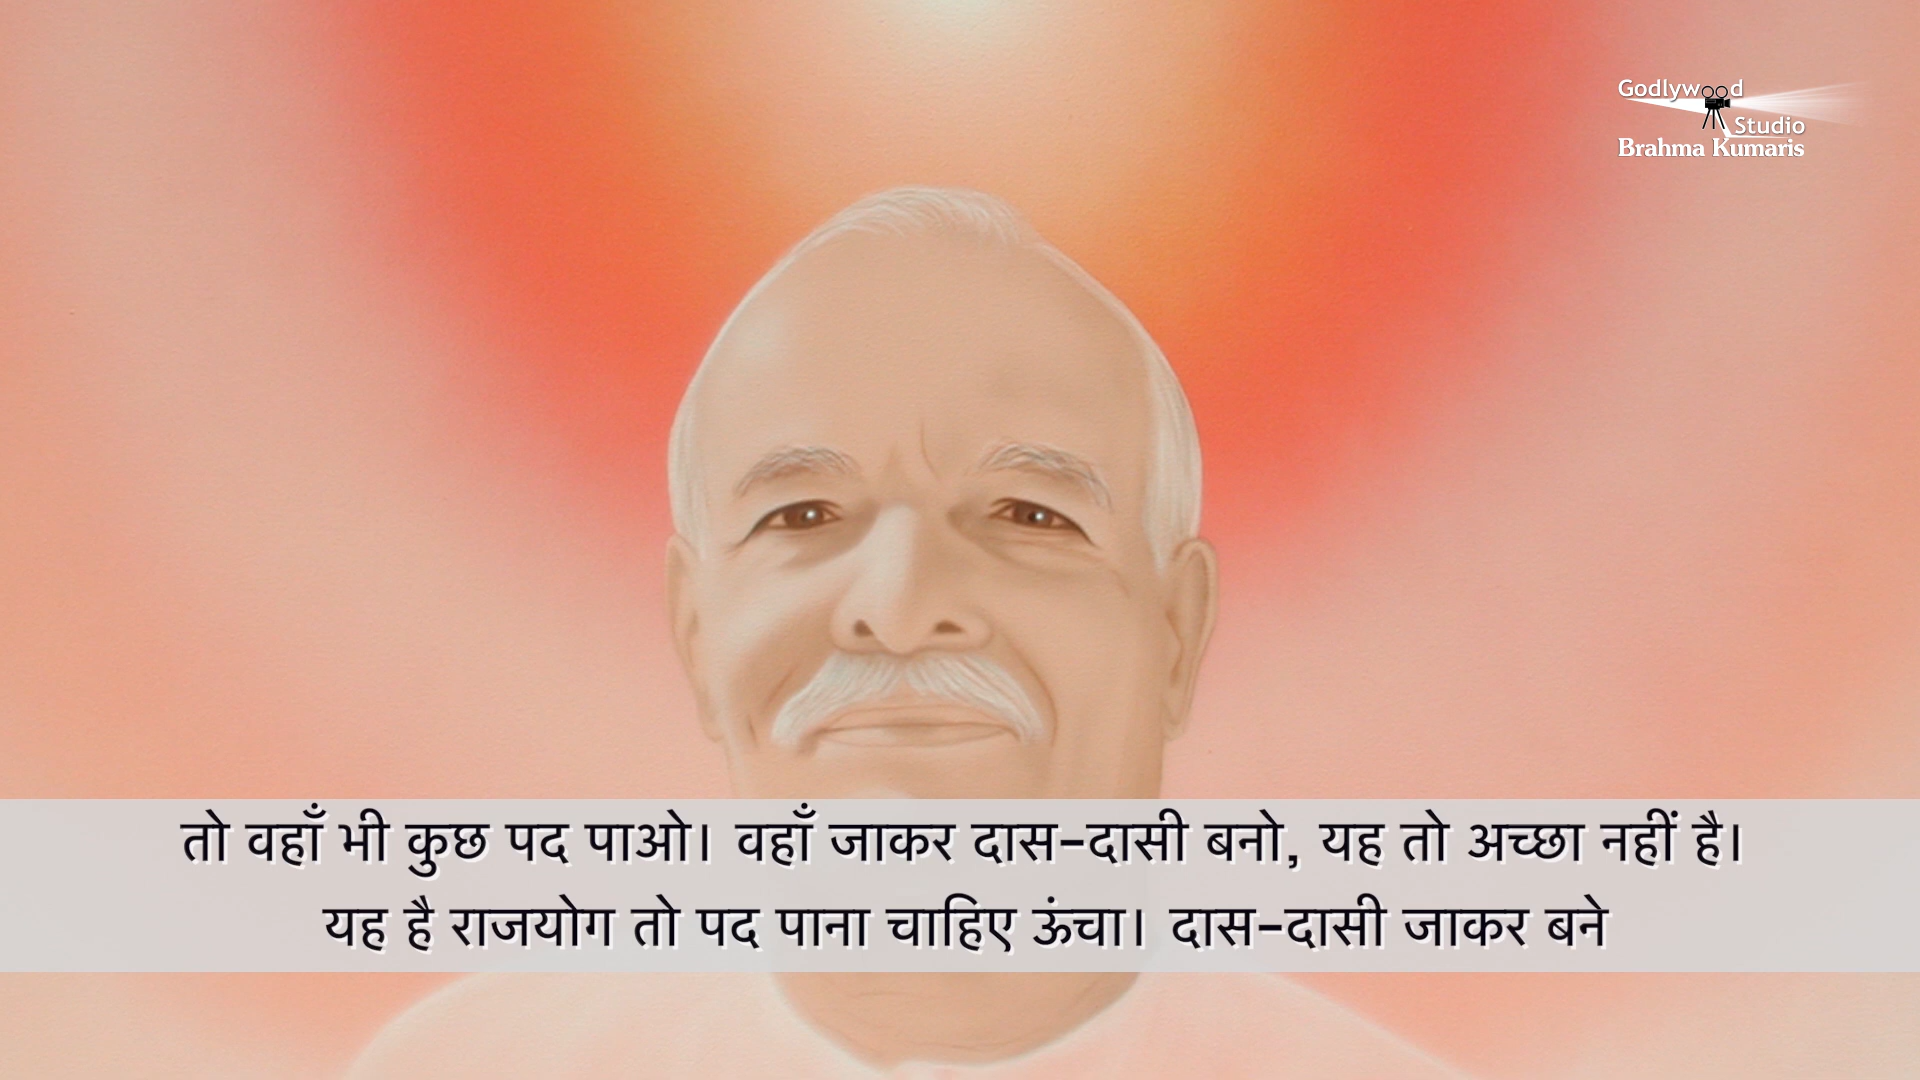 Godlywood
Studio
Brahma Kumaris
तो वहाँ भी कुछ पद पाओ। वहाँ जाकर दास-दासी बनो, यह तो अच्छा नहीं है।
यह है राजयोग तो पद पाना चाहिए ऊंचा। दास-दासी जाकर बने